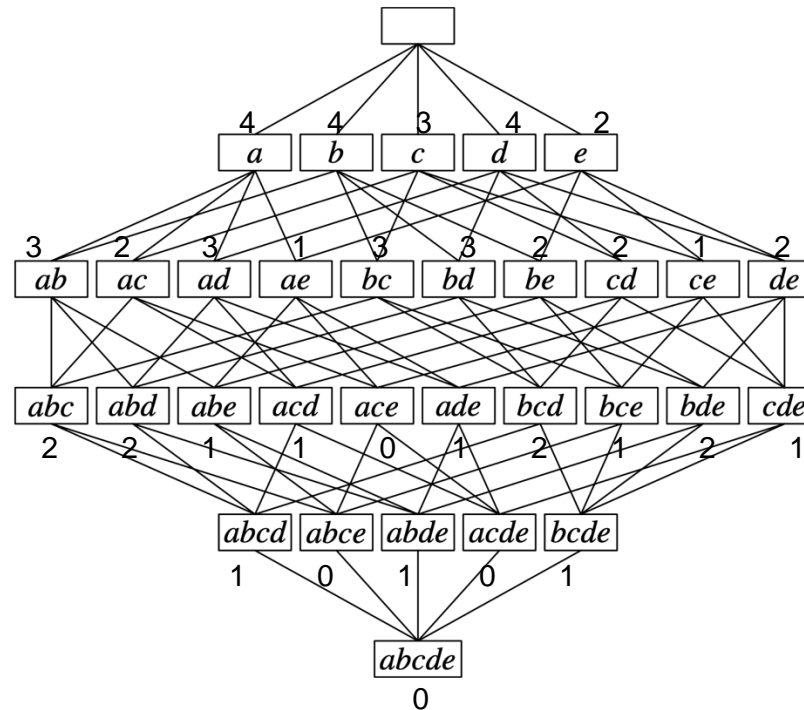 4 4 3 4 2
a b c d e
3 2 3 1 3 3 2 2 1 2
ab ac ad ae bc bd be cd ce de
abc abd abe acd ace ade bcd bce bde cde
2 2 1 1 0 1 2 1 2 1
abcd abce abde acde bcde
1 0 1 0 1
abcde
0